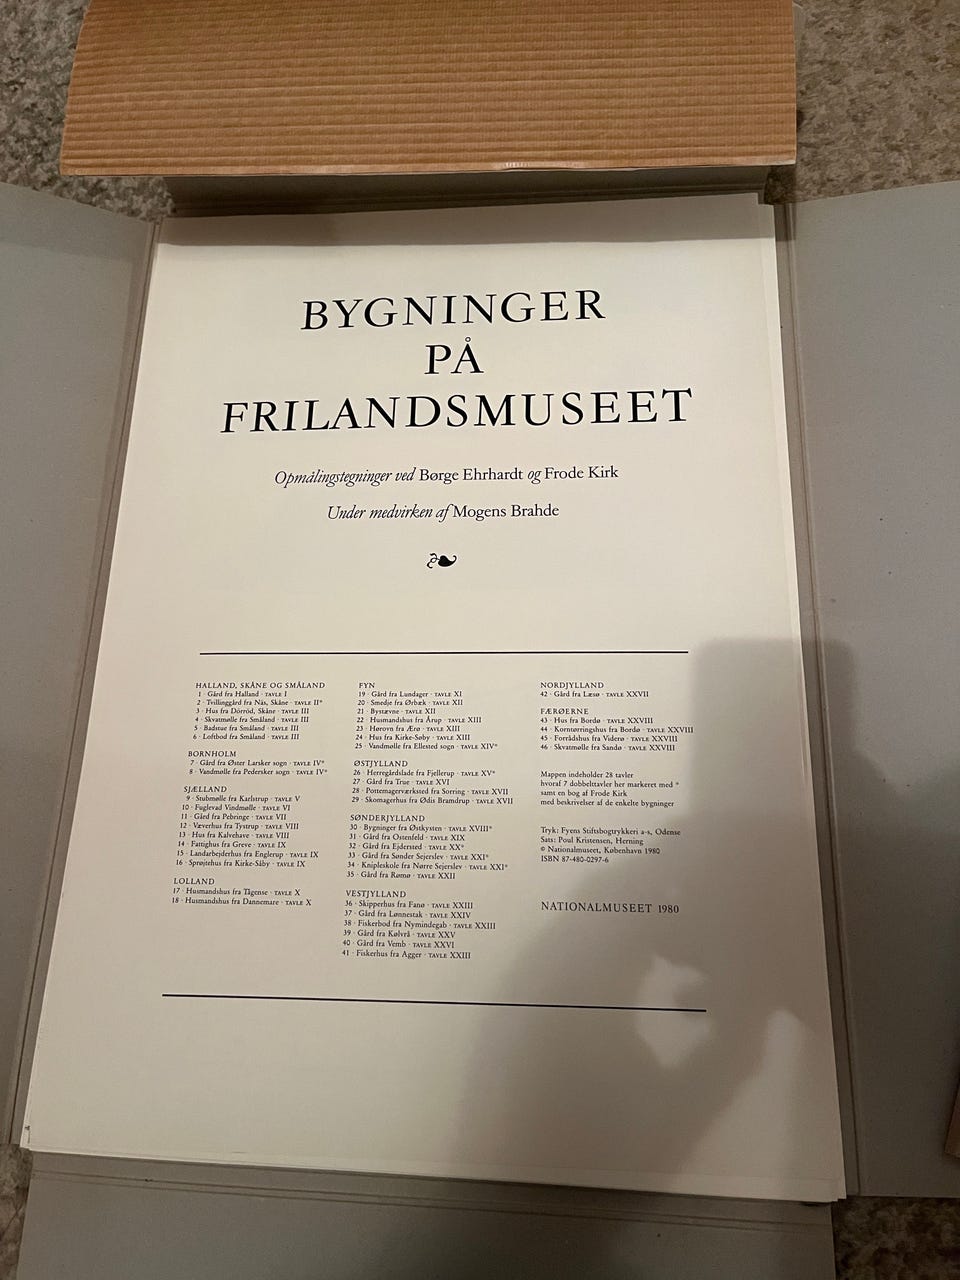 BYGNINGER
PÅ
FRILANDSMUSEET
Opmålingstegninger ved Børge Ehrhardt og Frode Kirk
Under medvirken af Mogens Brahde
HALLAND, SKÅNE OG SMÅLAND
1 · Gård fra Halland · TAVLE I
2 · Tvillinggård fra Näs, Skåne · TAVLE II*
3 · Hus fra Dörröd, Skåne · TAVLE III
4 · Skvatmølle fra Småland · TAVLE III
5 · Badstue fra Småland · TAVLE III
6 · Loftbod fra Småland · TAVLE III
BORNHOLM
7 · Gård fra Øster Larsker sogn · TAVLE IV*
8 · Vandmølle fra Pedersker sogn · TAVLE IV*
SJÆLLAND
9 · Stubmølle fra Karlstrup · TAVLE V
10 · Fuglevad Vindmølle · TAVLE VI
11 · Gård fra Pebringe · TAVLE VII
12 · Væverhus fra Tystrup · TAVLE VIII
13 · Hus fra Kalvehave · TAVLE VIII
14 · Fattighus fra Greve · TAVLE IX
15 · Landarbejderhus fra Englerup · TAVLE IX
16 · Sprøjtehus fra Kirke-Såby · TAVLE IX
LOLLAND
17 · Husmandshus fra Tågense · TAVLE X
18 · Husmandshus fra Dannemare · TAVLE X
FYN
19 · Gård fra Lundager · TAVLE XI
20 · Smedje fra Ørbæk · TAVLE XII
21 · Bystævne · TAVLE XII
22 · Husmandshus fra Årup · TAVLE XIII
23 · Hørovn fra Ærø · TAVLE XIII
24 · Hus fra Kirke-Søby · TAVLE XIII
25 · Vandmølle fra Ellested sogn · TAVLE XIV*
ØSTJYLLAND
26 · Herregårdslade fra Fjellerup · TAVLE XV*
27 · Gård fra True · TAVLE XVI
28 · Pottemagerværksted fra Sorring · TAVLE XVII
29 · Skomagerhus fra Ødis Bramdrup · TAVLE XVII
SØNDERJYLLAND
30 · Bygninger fra Østkysten · TAVLE XVIII*
31 · Gård fra Ostenfeld · TAVLE XIX
32 · Gård fra Ejdersted · TAVLE XX*
33 · Gård fra Sønder Sejerslev · TAVLE XXI*
34 · Knipleskole fra Nørre Sejerslev · TAVLE XXI*
35 · Gård fra Rømø · TAVLE XXII
VESTJYLLAND
36 · Skipperhus fra Fanø · TAVLE XXIII
37 · Gård fra Lønnestak · TAVLE XXIV
38 · Fiskerbod fra Nymindegab · TAVLE XXIII
39 · Gård fra Kølvrå · TAVLE XXV
40 · Gård fra Vemb · TAVLE XXVI
41 · Fiskerhus fra Agger · TAVLE XXIII
NORDJYLLAND
42 · Gård fra Læsø · TAVLE XXVII
FÆRØERNE
43 · Hus fra Bordø · TAVLE XXVIII
44 · Korntørringshus fra Bordø · TAVLE XXVIII
45 · Forrådshus fra Viderø · TAVLE XXVIII
46 · Skvatmølle fra Sandø · TAVLE XXVIII
Mappen indeholder 28 tavler
hvoraf 7 dobbelttavler her markeret med *
samt en bog af Frode Kirk
med beskrivelser af de enkelte bygninger
Tryk: Fyens Stiftsbogtrykkeri a-s, Odense
Sats: Poul Kristensen, Herning
© Nationalmuseet, København 1980
ISBN 87-480-0297-6
NATIONALMUSEET 1980